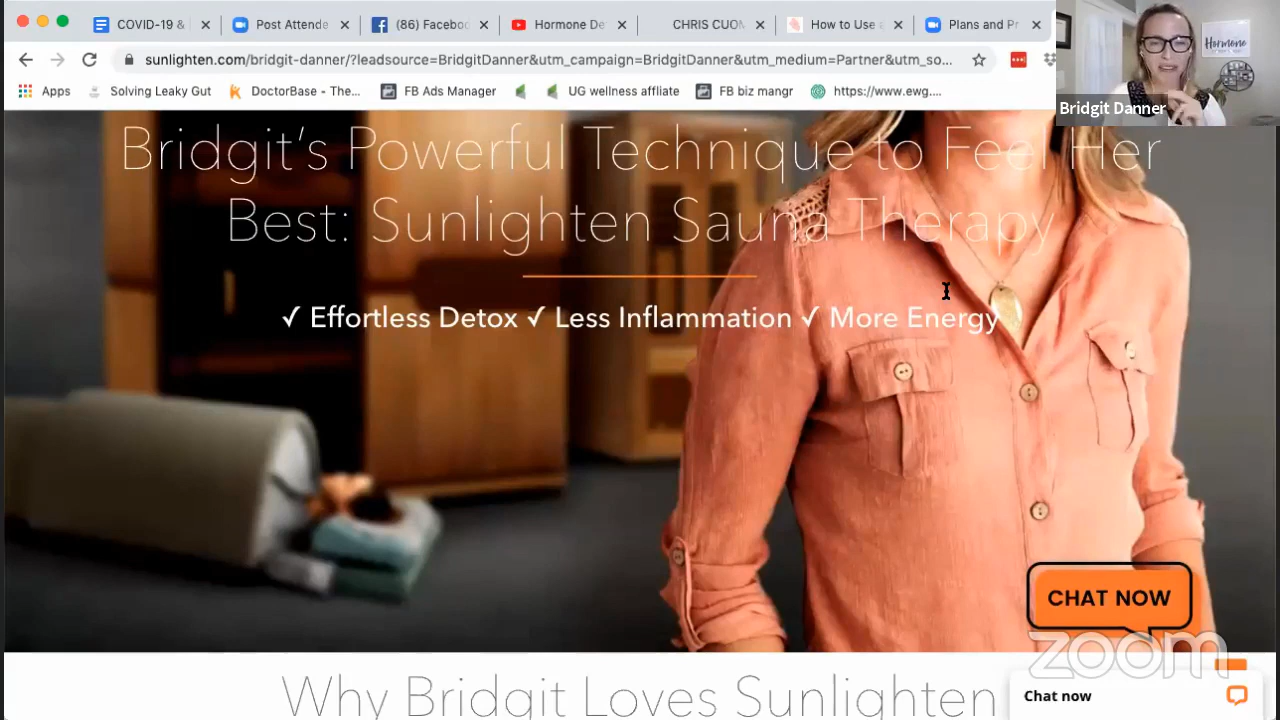 COVID-19 &
Post Attende
(86) Faceboo
Hormone De
CHRIS CUOM
How to Use
Plans and Pr
sunlighten.com/bridgit-danner/?leadsource=BridgitDanner&utm_campaign=BridgitDanner&utm_medium=Partner&utm_so...
Apps
Solving Leaky Gut
DoctorBase - The...
FB Ads Manager
UG wellness affliate
FB biz mangr
https://www.ewg....
Hormone
Bridgit Danner
Bridgit's Powerful Technique to Feel Her
Best: Sunlighten Sauna Therapy
✓ Effortless Detox ✓ Less Inflammation ✓ More Energy
CHAT NOW
zoom
Why Bridgit Loves Sunlighten
Chat now